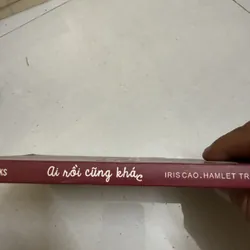 KS Ai rồi cũng khác IRIS CAO, HAMLET TR